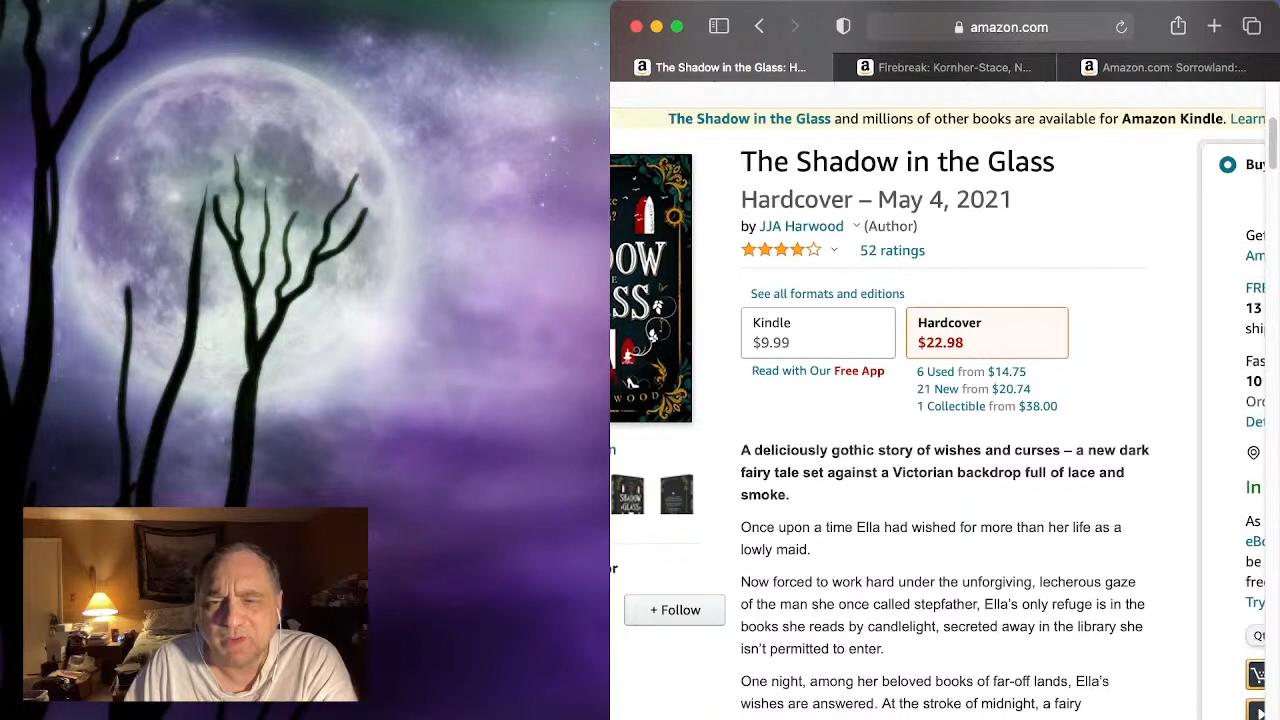 amazon.com
The Shadow in the Glass: H...
Firebreak: Kornher-Stace, N...
Amazon.com: Sorrowland:...
The Shadow in the Glass and millions of other books are available for Amazon Kindle. Learn
The Shadow in the Glass
Hardcover – May 4, 2021
by JJA Harwood (Author)
52 ratings
See all formats and editions
Kindle
$9.99
Hardcover
$22.98
Read with Our Free App
6 Used from $14.75
21 New from $20.74
1 Collectible from $38.00
A deliciously gothic story of wishes and curses – a new dark
fairy tale set against a Victorian backdrop full of lace and
smoke.
Once upon a time Ella had wished for more than her life as a
lowly maid.
Now forced to work hard under the unforgiving, lecherous gaze
of the man she once called stepfather, Ella's only refuge is in the
books she reads by candlelight, secreted away in the library she
isn't permitted to enter.
One night, among her beloved books of far-off lands, Ella's
wishes are answered. At the stroke of midnight, a fairy
+ Follow
13
10
In
As
be